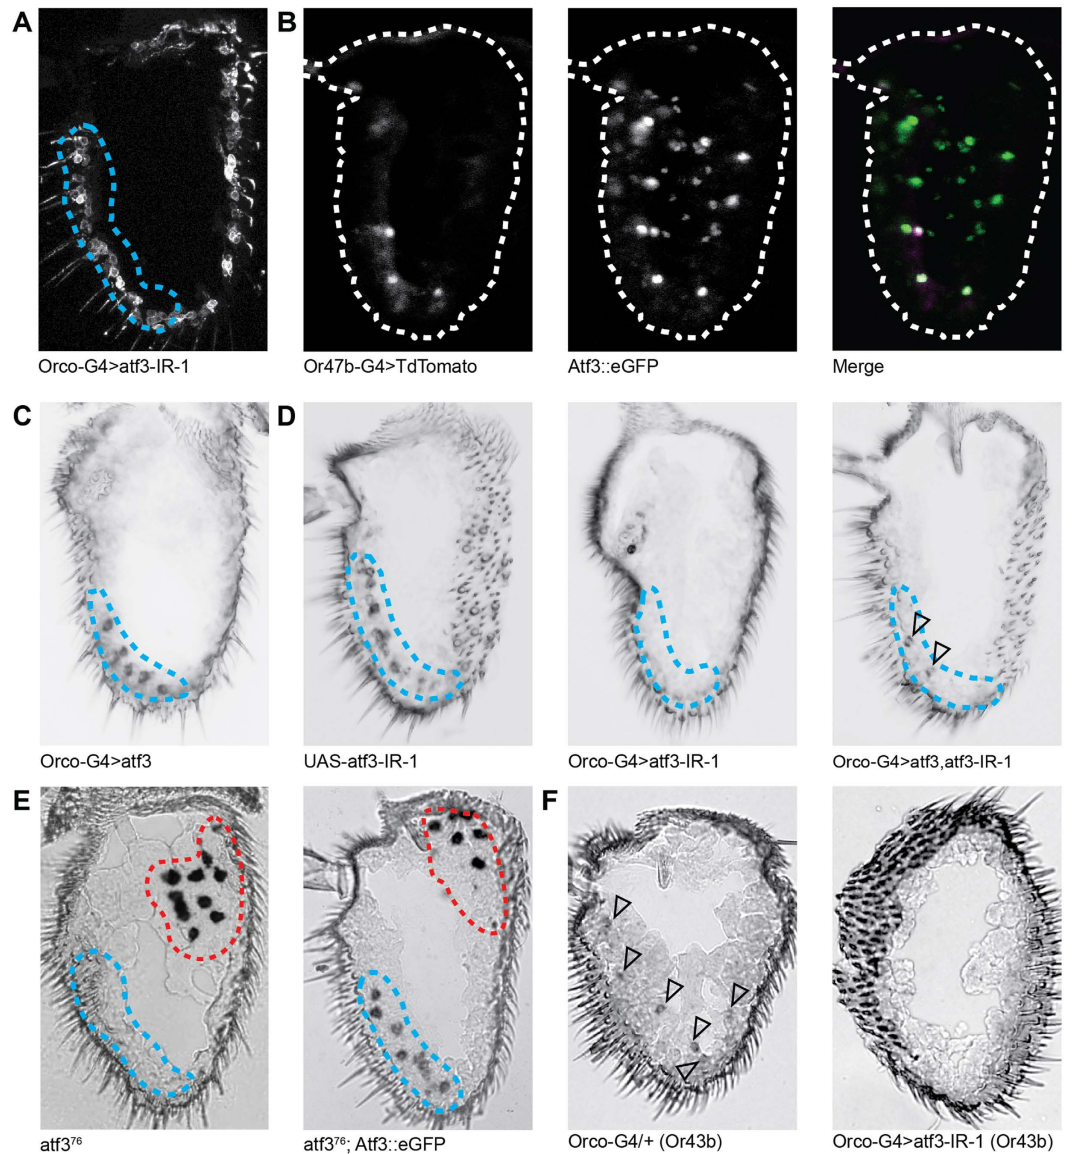 A
B
Orco-G4>atf3-IR-1
Or47b-G4>TdTomato
Atf3::eGFP
Merge
C
D
Orco-G4>atf3
UAS-atf3-IR-1
Orco-G4>atf3-IR-1
Orco-G4>atf3,atf3-IR-1
E
F
atf3⁷⁶
atf3⁷⁶; Atf3::eGFP
Orco-G4/+ (Or43b)
Orco-G4>atf3-IR-1 (Or43b)